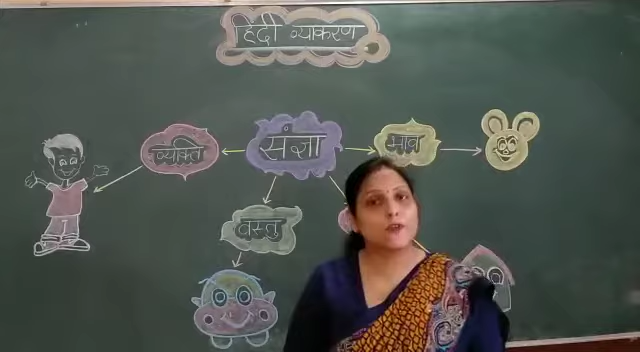 हिंदी व्याकरण
व्यक्ति
संज्ञा
भाव
वस्तु